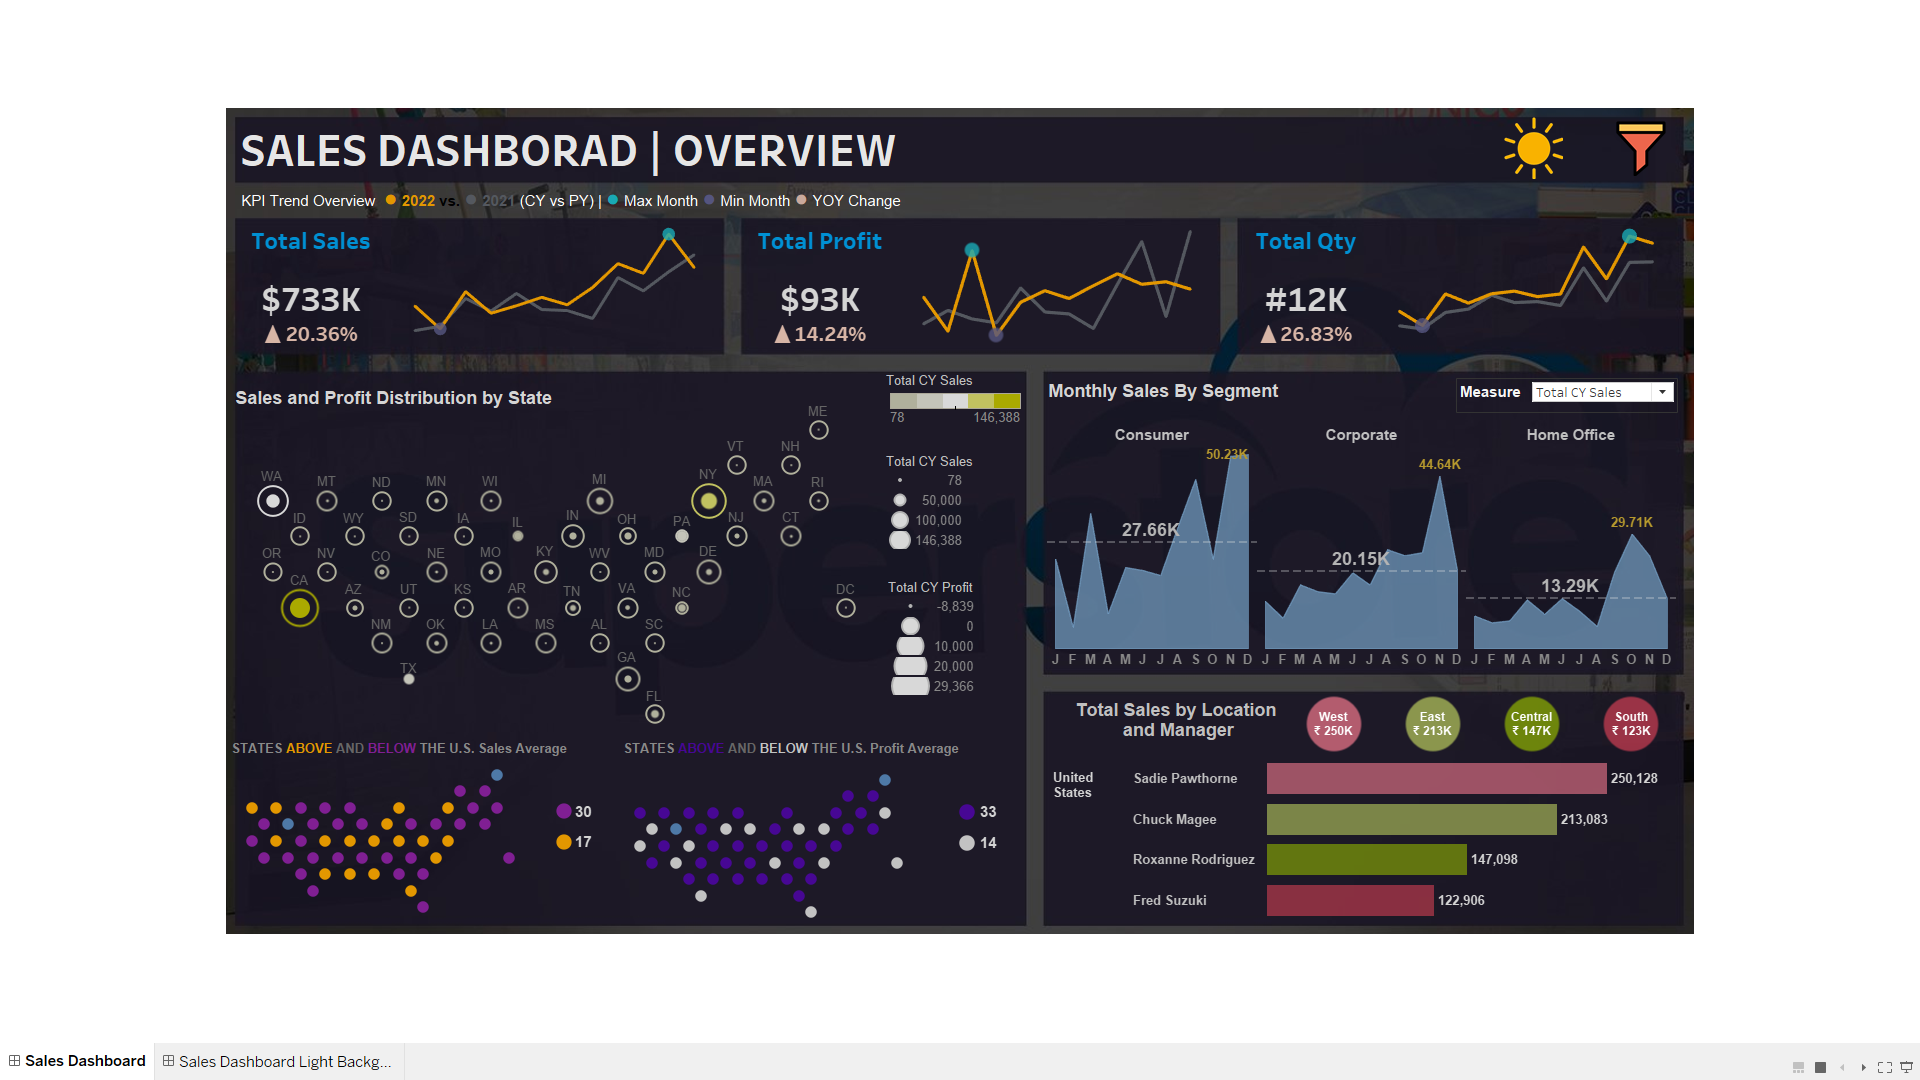 SALES DASHBORAD | OVERVIEW
KPI Trend Overview 2022 vs. 2021 (CY vs PY) | Max Month Min Month YOY Change
Total Sales
$733K
▲ 20.36%
Total Profit
$93K
▲ 14.24%
Total Qty
#12K
▲ 26.83%
Sales and Profit Distribution by State
ME
VT NH
WA MT ND MN WI MI NY MA RI
ID WY SD IA IL IN OH PA NJ CT
OR NV CO NE MO KY WV MD DE
CA AZ UT KS AR TN VA NC DC
NM OK LA MS AL SC
TX GA
FL
Total CY Sales
78 146,388
Total CY Sales
78
50,000
100,000
146,388
Total CY Profit
-8,839
0
10,000
20,000
29,366
STATES ABOVE AND BELOW THE U.S. Sales Average
30
17
STATES ABOVE AND BELOW THE U.S. Profit Average
33
14
Monthly Sales By Segment
Measure Total CY Sales
Consumer Corporate Home Office
50.23K 44.64K 29.71K
27.66K 20.15K 13.29K
J F M A M J J A S O N D J F M A M J J A S O N D J F M A M J J A S O N D
Total Sales by Location
and Manager
West
₹ 250K
East
₹ 213K
Central
₹ 147K
South
₹ 123K
United
States
Sadie Pawthorne 250,128
Chuck Magee 213,083
Roxanne Rodriguez 147,098
Fred Suzuki 122,906
Sales Dashboard Sales Dashboard Light Backg...